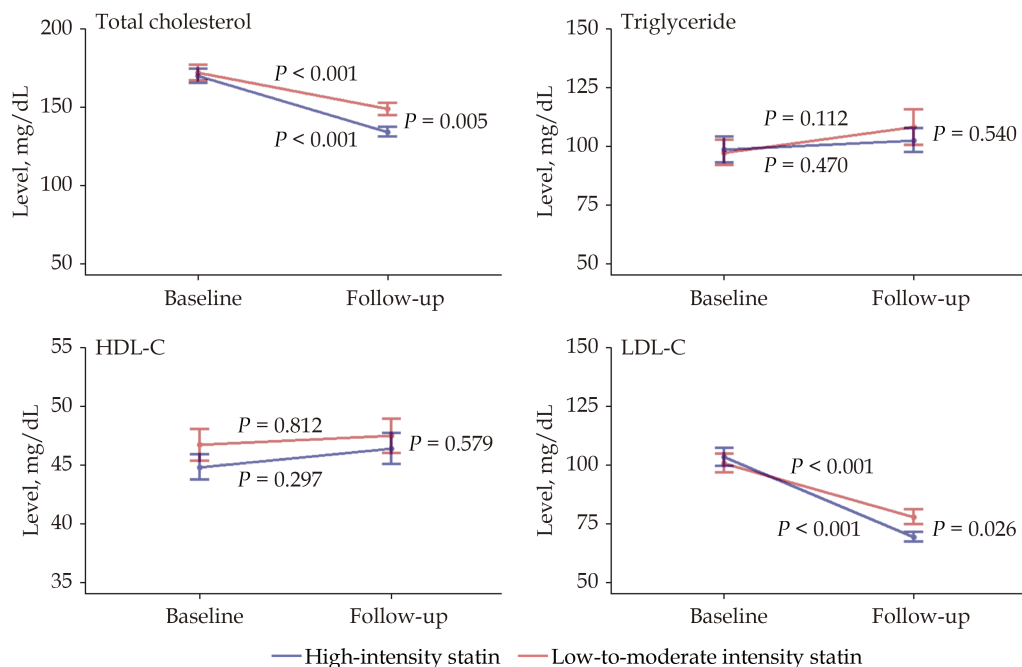 Total cholesterol
Level, mg/dL
200
150
100
50
P < 0.001
P < 0.001
P = 0.005
Baseline
Follow-up
Triglyceride
Level, mg/dL
150
125
100
75
50
P = 0.112
P = 0.470
P = 0.540
Baseline
Follow-up
HDL-C
Level, mg/dL
55
50
45
40
35
P = 0.812
P = 0.297
P = 0.579
Baseline
Follow-up
LDL-C
Level, mg/dL
150
125
100
75
50
P < 0.001
P < 0.001
P = 0.026
Baseline
Follow-up
High-intensity statin
Low-to-moderate intensity statin